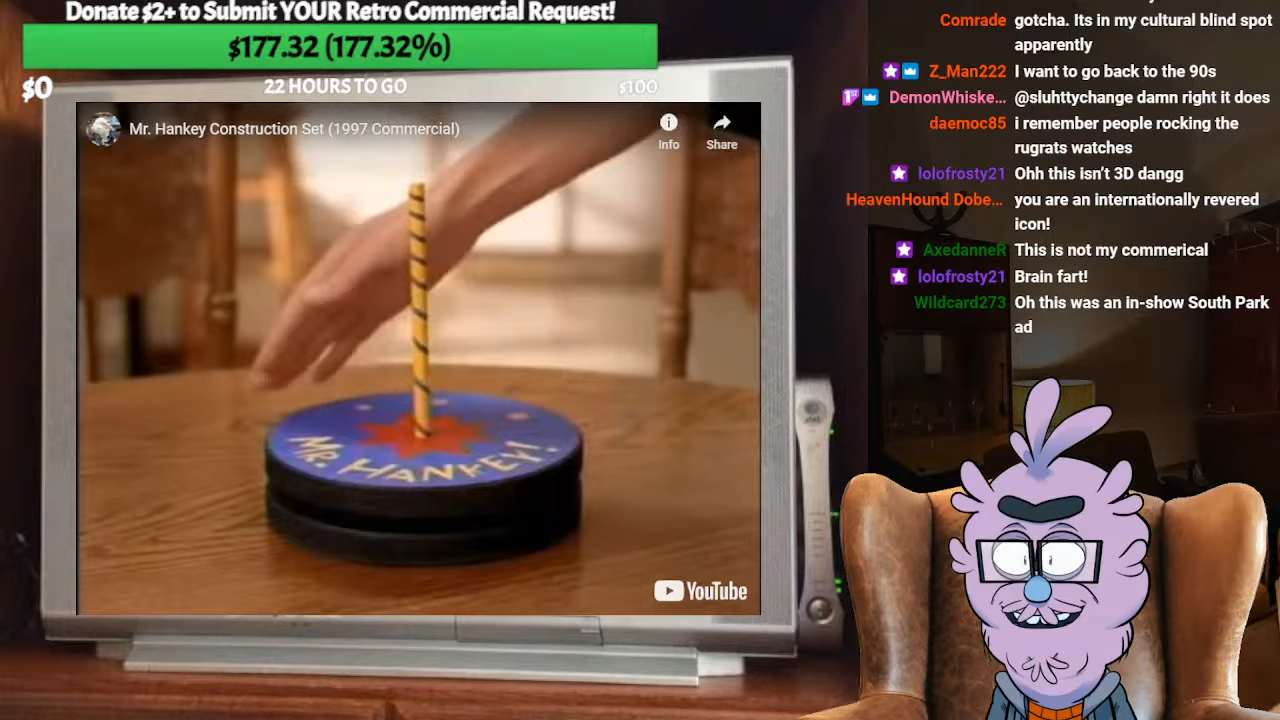 Donate $2+ to Submit YOUR Retro Commercial Request!
$177.32 (177.32%)
$0
22 HOURS TO GO
$100
Mr. Hankey Construction Set (1997 Commercial)
Info
Share
MR. HANKEY!
YouTube
Comrade gotcha. Its in my cultural blind spot
apparently
Z_Man222 I want to go back to the 90s
DemonWhiske... @sluhttychange damn right it does
daemoc85 i remember people rocking the
rugrats watches
lolofrosty21 Ohh this isn't 3D dangg
HeavenHound Dobe... you are an internationally revered
icon!
AxedanneR This is not my commerical
lolofrosty21 Brain fart!
Wildcard273 Oh this was an in-show South Park
ad